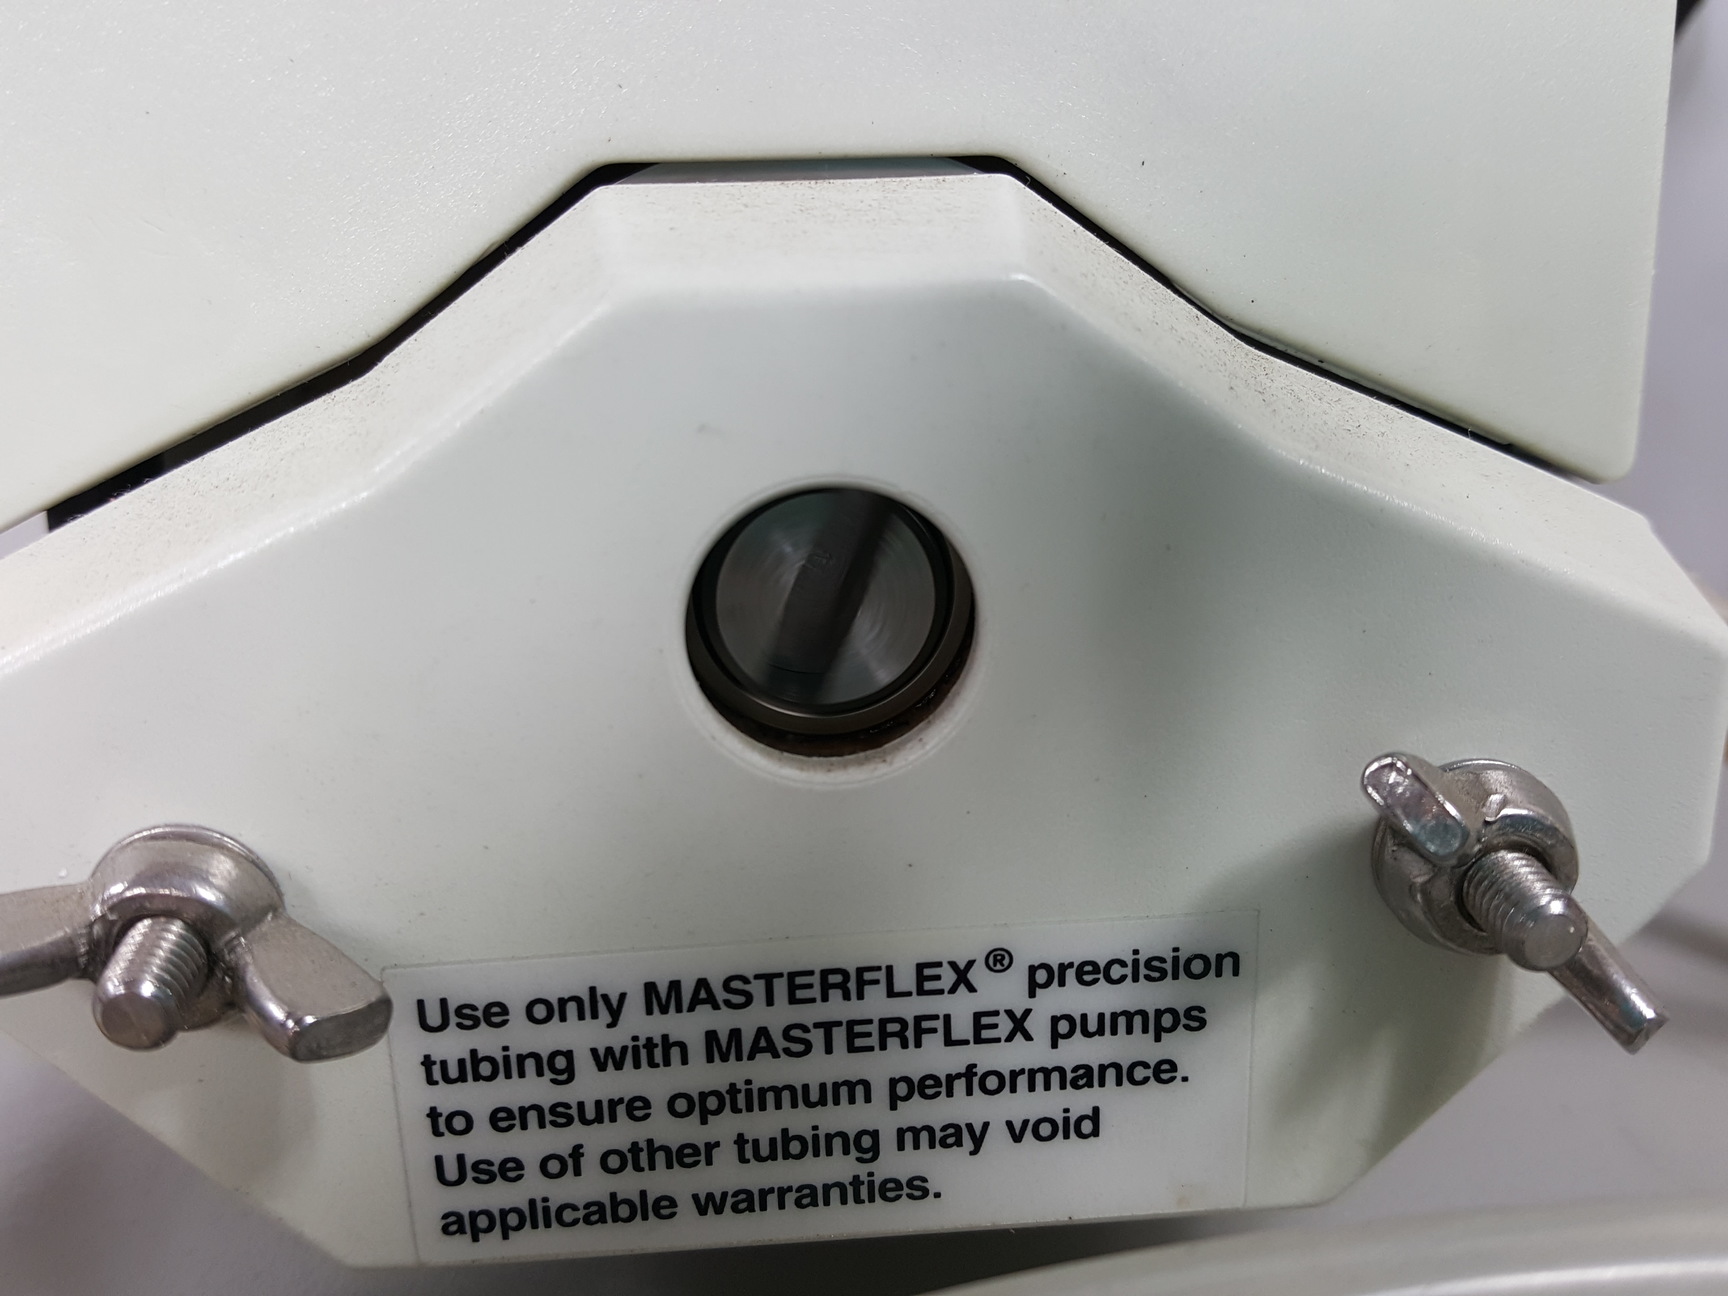 Use only MASTERFLEX® precision
tubing with MASTERFLEX pumps
to ensure optimum performance.
Use of other tubing may void
applicable warranties.